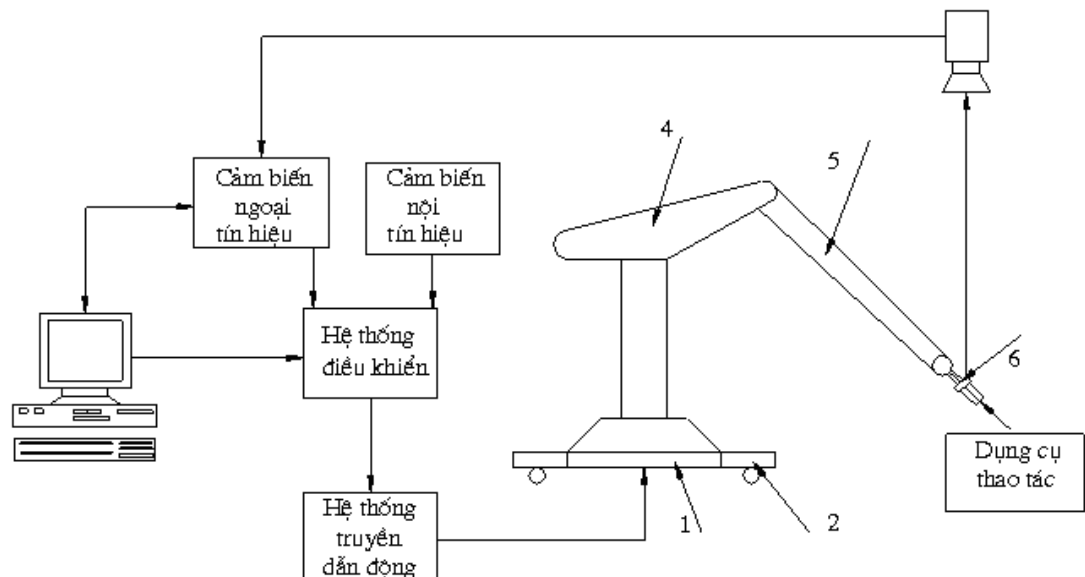 4
5
Cảm biến
ngoại
tín hiệu
Cảm biến
nội
tín hiệu
Hệ thống
điều khiển
6
Dụng cụ
thao tác
1
2
Hệ thống
truyền
dẫn động